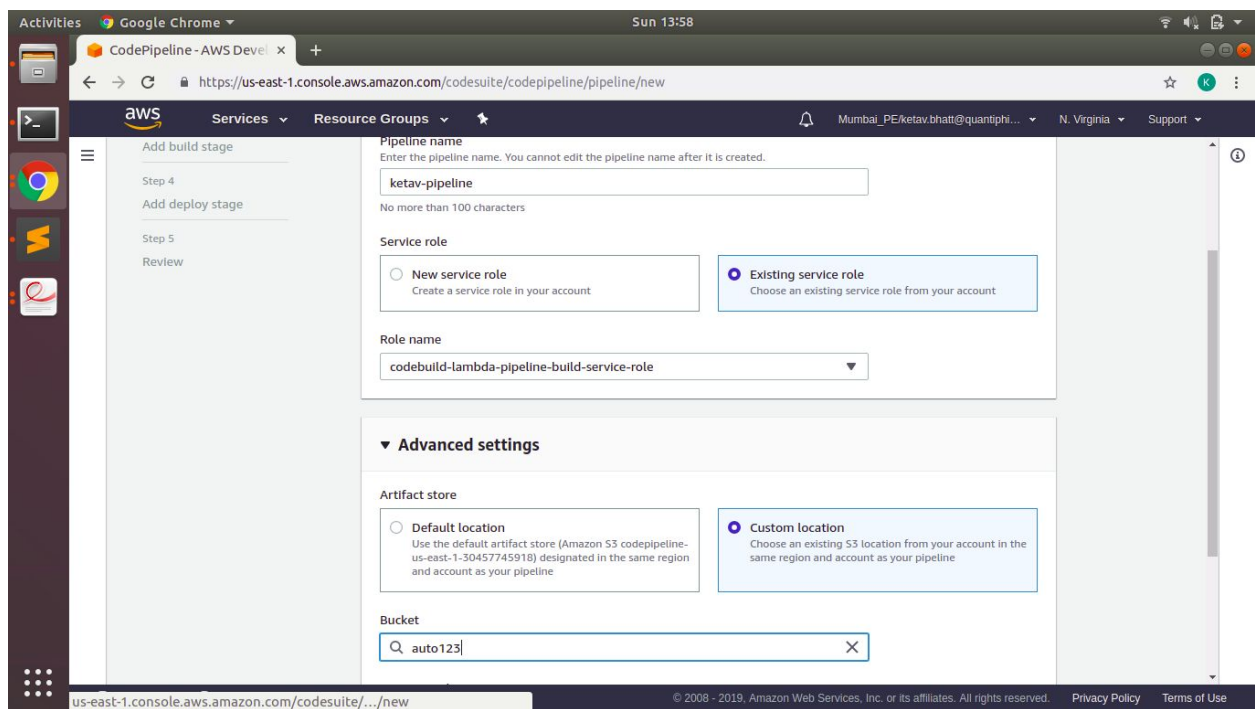 Activities Google Chrome Sun 13:58
CodePipeline - AWS Devel
https://us-east-1.console.aws.amazon.com/codesuite/codepipeline/pipeline/new
K
aws Services Resource Groups Mumbai_PE/ketav.bhatt@quantiphi... N. Virginia Support
Add build stage
Step 4
Add deploy stage
Step 5
Review
Pipeline name
Enter the pipeline name. You cannot edit the pipeline name after it is created.
ketav-pipeline
No more than 100 characters
Service role
New service role
Create a service role in your account
Existing service role
Choose an existing service role from your account
Role name
codebuild-lambda-pipeline-build-service-role
Advanced settings
Artifact store
Default location
Use the default artifact store (Amazon S3 codepipeline-
us-east-1-30457745918) designated in the same region
and account as your pipeline
Custom location
Choose an existing S3 location from your account in the
same region and account as your pipeline
Bucket
auto123
us-east-1.console.aws.amazon.com/codesuite/.../new
© 2008 - 2019, Amazon Web Services, Inc. or its affiliates. All rights reserved. Privacy Policy Terms of Use